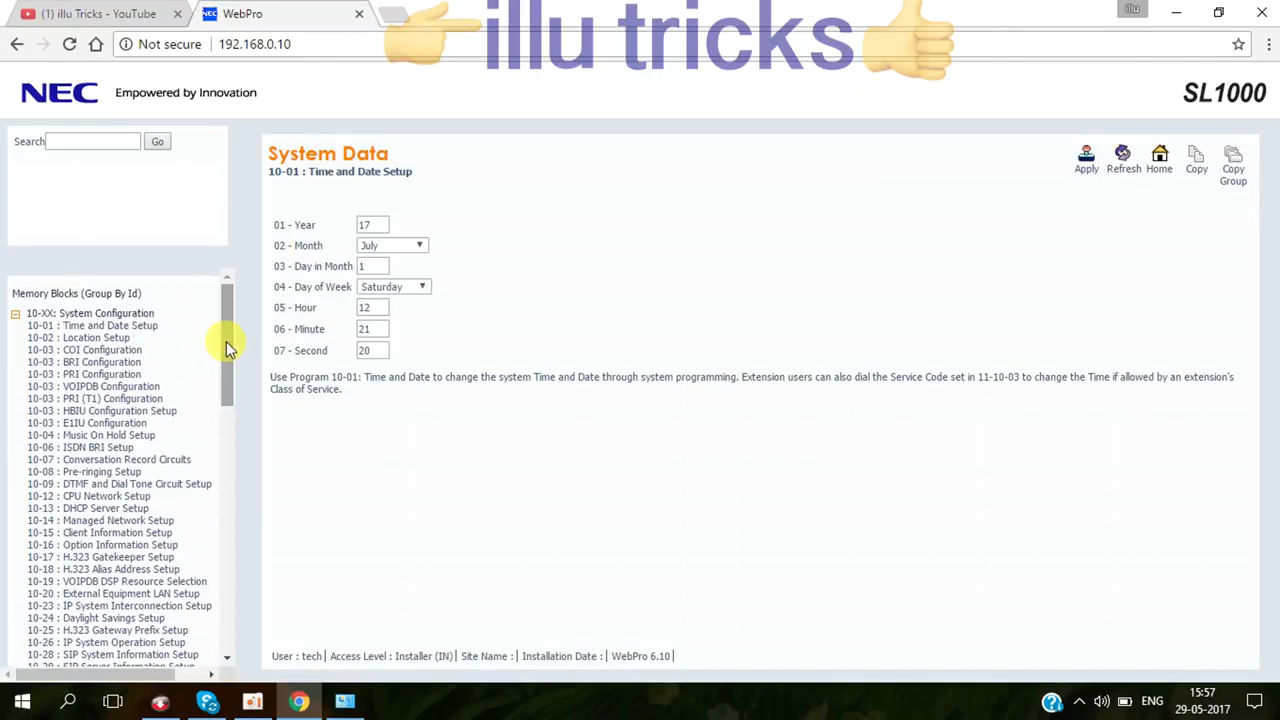 (1) illu Tricks - YouTube
WebPro
illu
Not secure
192.168.0.10
illu tricks
NEC Empowered by Innovation
SL1000
Search
Go
System Data
10-01 : Time and Date Setup
Apply
Refresh
Home
Copy
Copy Group
01 - Year 17
02 - Month July
03 - Day in Month 1
04 - Day of Week Saturday
05 - Hour 12
06 - Minute 21
07 - Second 20
Use Program 10-01: Time and Date to change the system Time and Date through system programming. Extension users can also dial the Service Code set in 11-10-03 to change the Time if allowed by an extension's
Class of Service.
Memory Blocks (Group By Id)
10-XX: System Configuration
10-01 : Time and Date Setup
10-02 : Location Setup
10-03 : COI Configuration
10-03 : BRI Configuration
10-03 : PRI Configuration
10-03 : VOIPDB Configuration
10-03 : PRI (T1) Configuration
10-03 : HBIU Configuration Setup
10-03 : E1IU Configuration
10-04 : Music On Hold Setup
10-06 : ISDN BRI Setup
10-07 : Conversation Record Circuits
10-08 : Pre-ringing Setup
10-09 : DTMF and Dial Tone Circuit Setup
10-12 : CPU Network Setup
10-13 : DHCP Server Setup
10-14 : Managed Network Setup
10-15 : Client Information Setup
10-16 : Option Information Setup
10-17 : H.323 Gatekeeper Setup
10-18 : H.323 Alias Address Setup
10-19 : VOIPDB DSP Resource Selection
10-20 : External Equipment LAN Setup
10-23 : IP System Interconnection Setup
10-24 : Daylight Savings Setup
10-25 : H.323 Gateway Prefix Setup
10-26 : IP System Operation Setup
10-28 : SIP System Information Setup
10-29 : SIP Server Information Setup
User : tech| Access Level : Installer (IN)| Site Name : | Installation Date : | WebPro 6.10|
ENG
15:57
29-05-2017